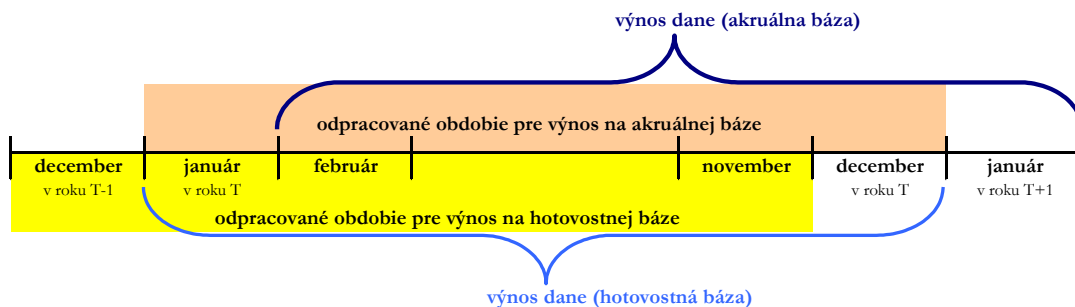 výnos dane (akruálna báza)
odpracované obdobie pre výnos na akruálnej báze
december január február november december január
v roku T-1 v roku T v roku T v roku T+1
odpracované obdobie pre výnos na hotovostnej báze
výnos dane (hotovostná báza)